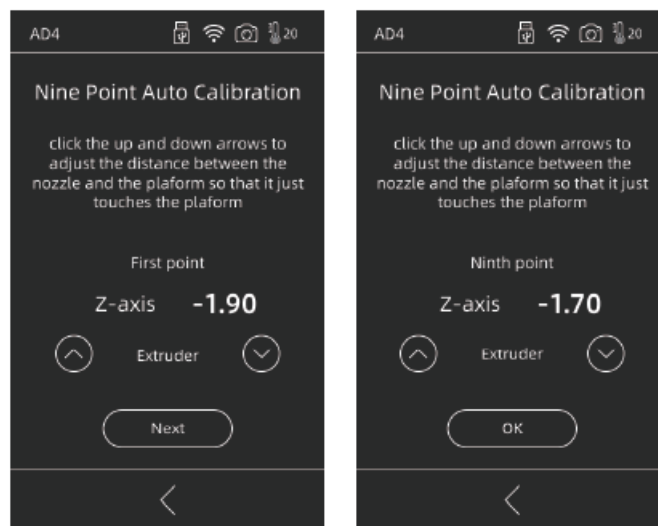 AD4
20
Nine Point Auto Calibration
click the up and down arrows to
adjust the distance between the
nozzle and the plaform so that it just
touches the plaform
First point
Z-axis -1.90
Extruder
Next
AD4
20
Nine Point Auto Calibration
click the up and down arrows to
adjust the distance between the
nozzle and the plaform so that it just
touches the plaform
Ninth point
Z-axis -1.70
Extruder
OK